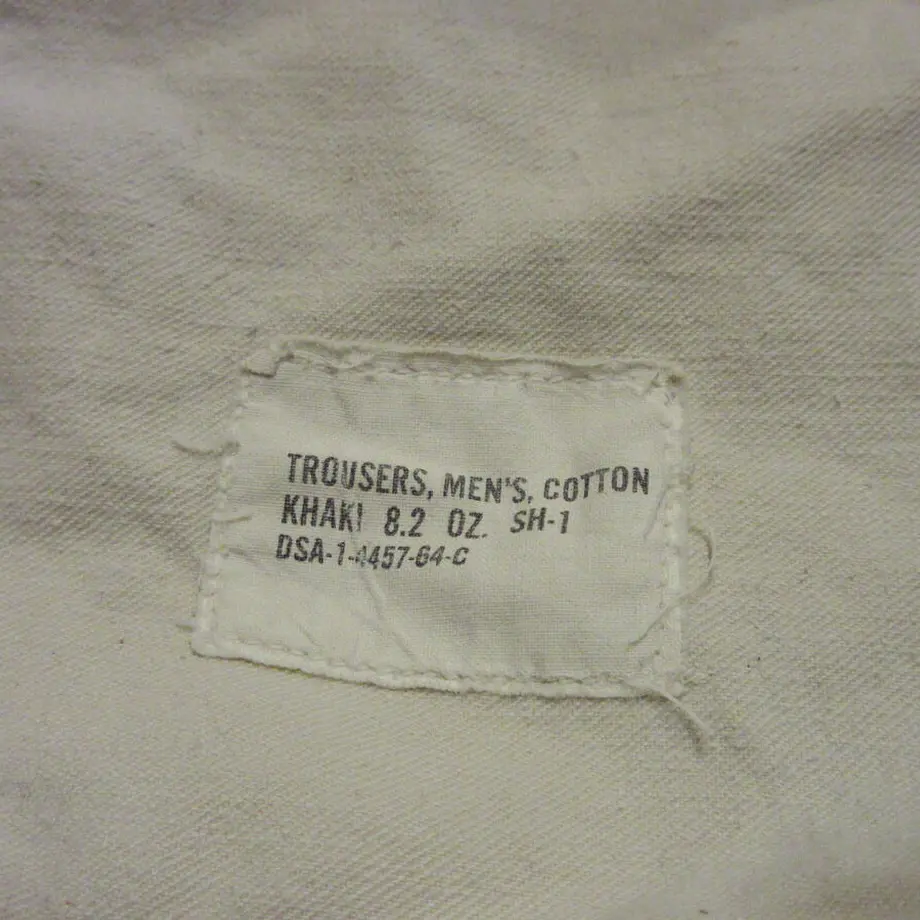 TROUSERS, MEN'S, COTTON
KHAKI 8.2 OZ. SH-1
DSA-1-4457-64-C